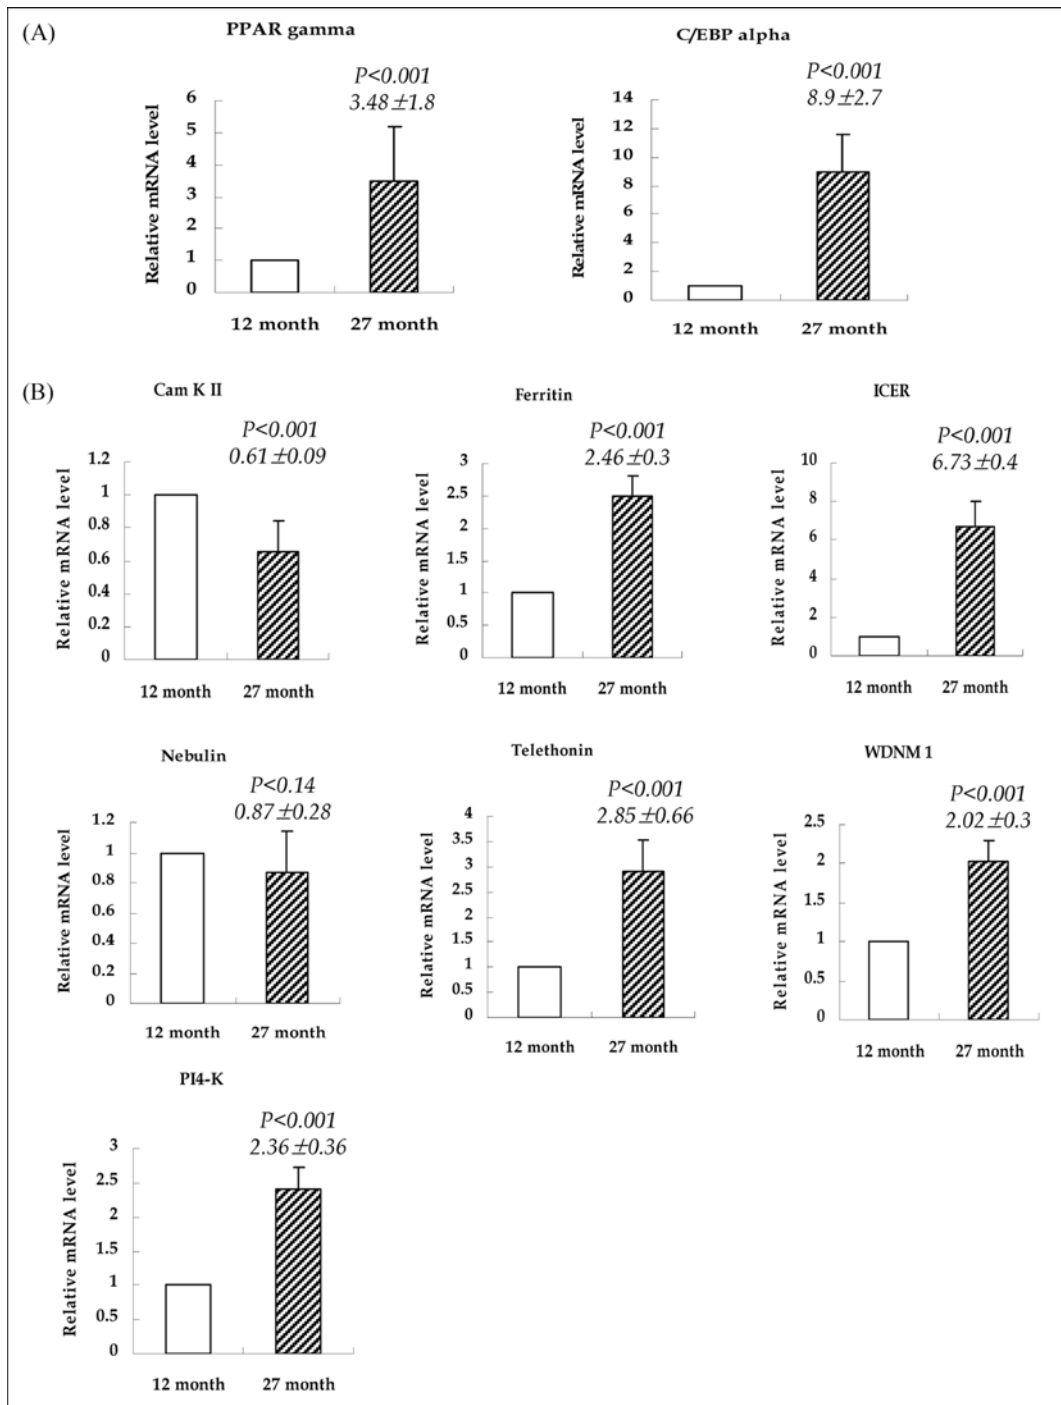 (A)
PPAR gamma
P<0.001
3.48±1.8
Relative mRNA level
6
5
4
3
2
1
0
12 month 27 month
C/EBP alpha
P<0.001
8.9±2.7
Relative mRNA level
14
12
10
8
6
4
2
0
12 month 27 month
(B)
Cam K II
P<0.001
0.61±0.09
Relative mRNA level
1.2
1
0.8
0.6
0.4
0.2
0
12 month 27 month
Ferritin
P<0.001
2.46±0.3
Relative mRNA level
3
2.5
2
1.5
1
0.5
0
12 month 27 month
ICER
P<0.001
6.73±0.4
Relative mRNA level
10
8
6
4
2
0
12 month 27 month
Nebulin
P<0.14
0.87±0.28
Relative mRNA level
1.2
1
0.8
0.6
0.4
0.2
0
12 month 27 month
Telethonin
P<0.001
2.85±0.66
Relative mRNA level
4
3.5
3
2.5
2
1.5
1
0.5
0
12 month 27 month
WDNM 1
P<0.001
2.02±0.3
Relative mRNA level
2.5
2
1.5
1
0.5
0
12 month 27 month
PI4-K
P<0.001
2.36±0.36
Relative mRNA level
3
2.5
2
1.5
1
0.5
0
12 month 27 month